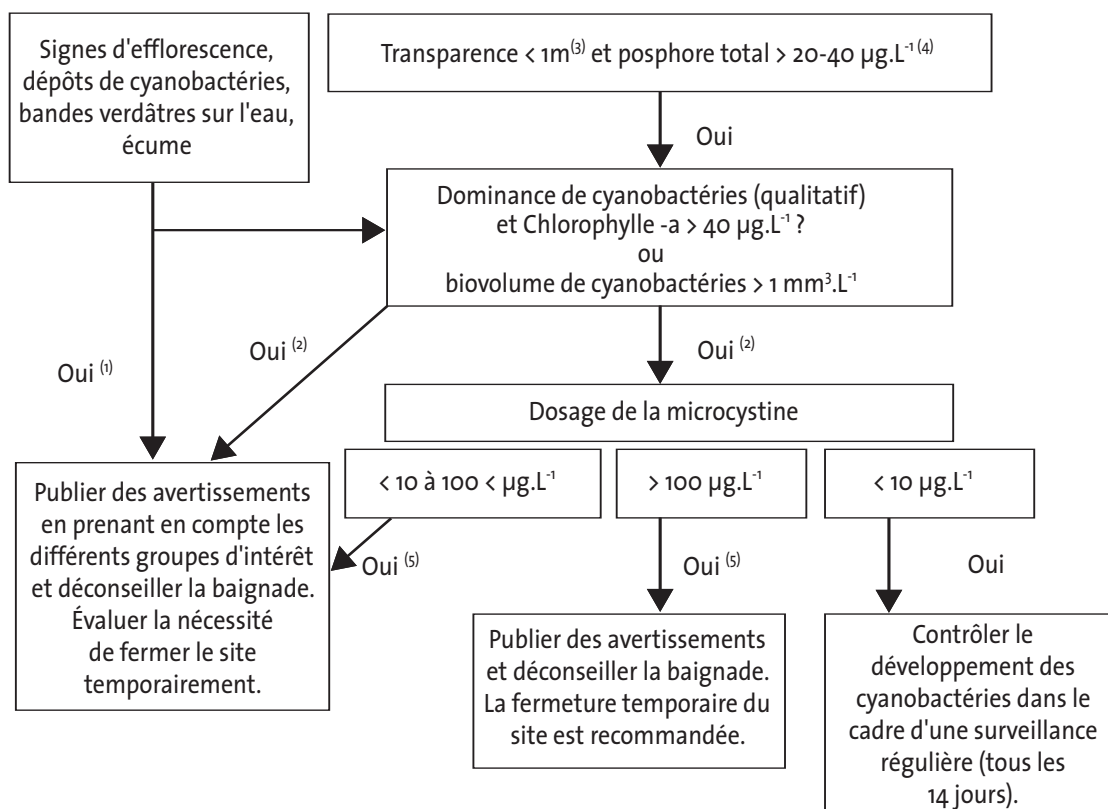 Signes d'efflorescence,
dépôts de cyanobactéries,
bandes verdâtres sur l'eau,
écume
Transparence < 1m⁽³⁾ et posphore total > 20-40 µg.L⁻¹ ⁽⁴⁾
Oui
Dominance de cyanobactéries (qualitatif)
et Chlorophylle -a > 40 µg.L⁻¹ ?
ou
biovolume de cyanobactéries > 1 mm³.L⁻¹
Oui ⁽¹⁾
Oui ⁽²⁾
Oui ⁽²⁾
Dosage de la microcystine
< 10 à 100 < µg.L⁻¹
> 100 µg.L⁻¹
< 10 µg.L⁻¹
Oui ⁽⁵⁾
Oui ⁽⁵⁾
Oui
Publier des avertissements
en prenant en compte les
différents groupes d'intérêt
et déconseiller la baignade.
Évaluer la nécessité
de fermer le site
temporairement.
Publier des avertissements
et déconseiller la baignade.
La fermeture temporaire du
site est recommandée.
Contrôler le
développement des
cyanobactéries dans le
cadre d'une surveillance
régulière (tous les
14 jours).